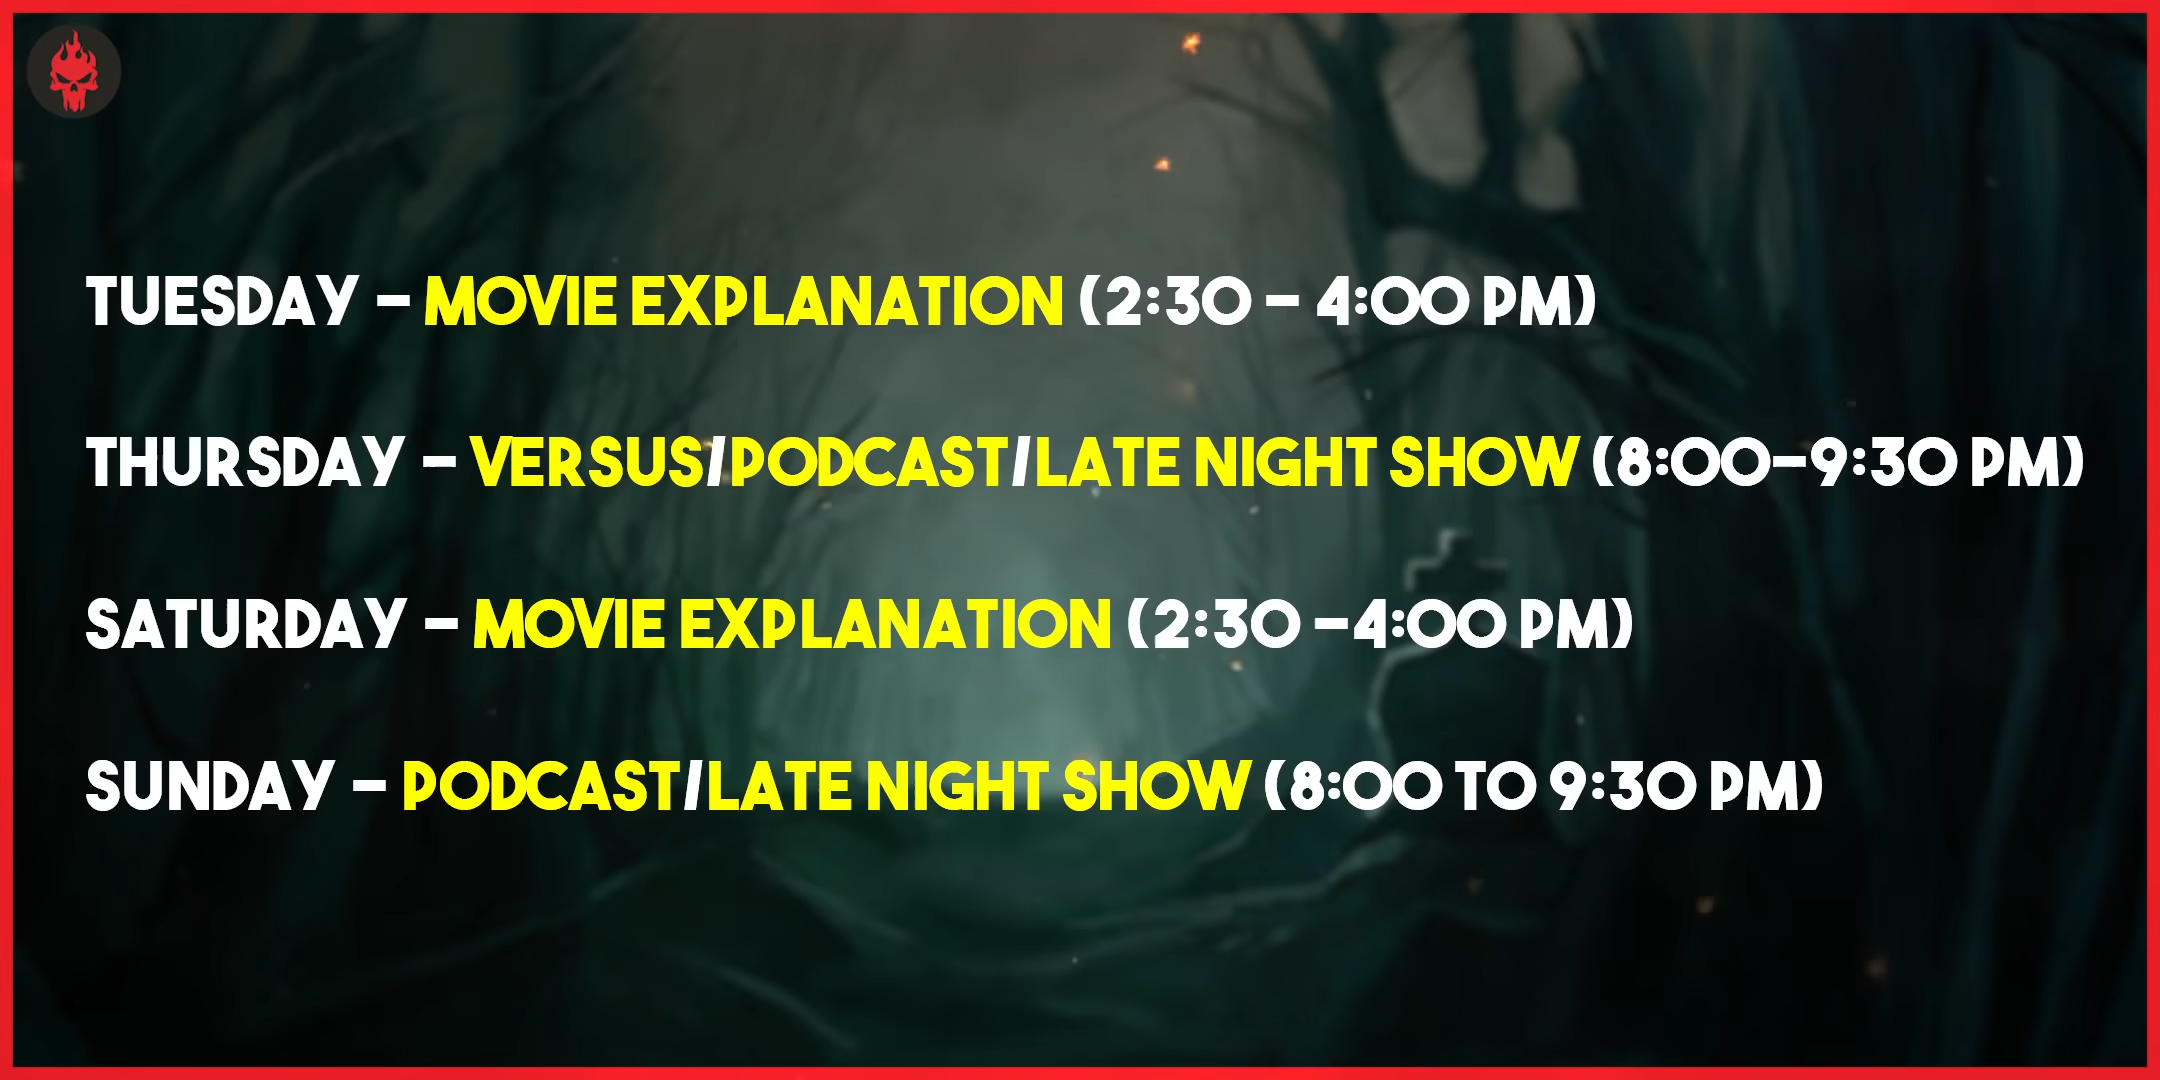 TUESDAY - MOVIE EXPLANATION (2:30 - 4:00 PM)
THURSDAY - VERSUS/PODCAST/LATE NIGHT SHOW (8:00-9:30 PM)
SATURDAY - MOVIE EXPLANATION (2:30 -4:00 PM)
SUNDAY - PODCAST/LATE NIGHT SHOW (8:00 TO 9:30 PM)